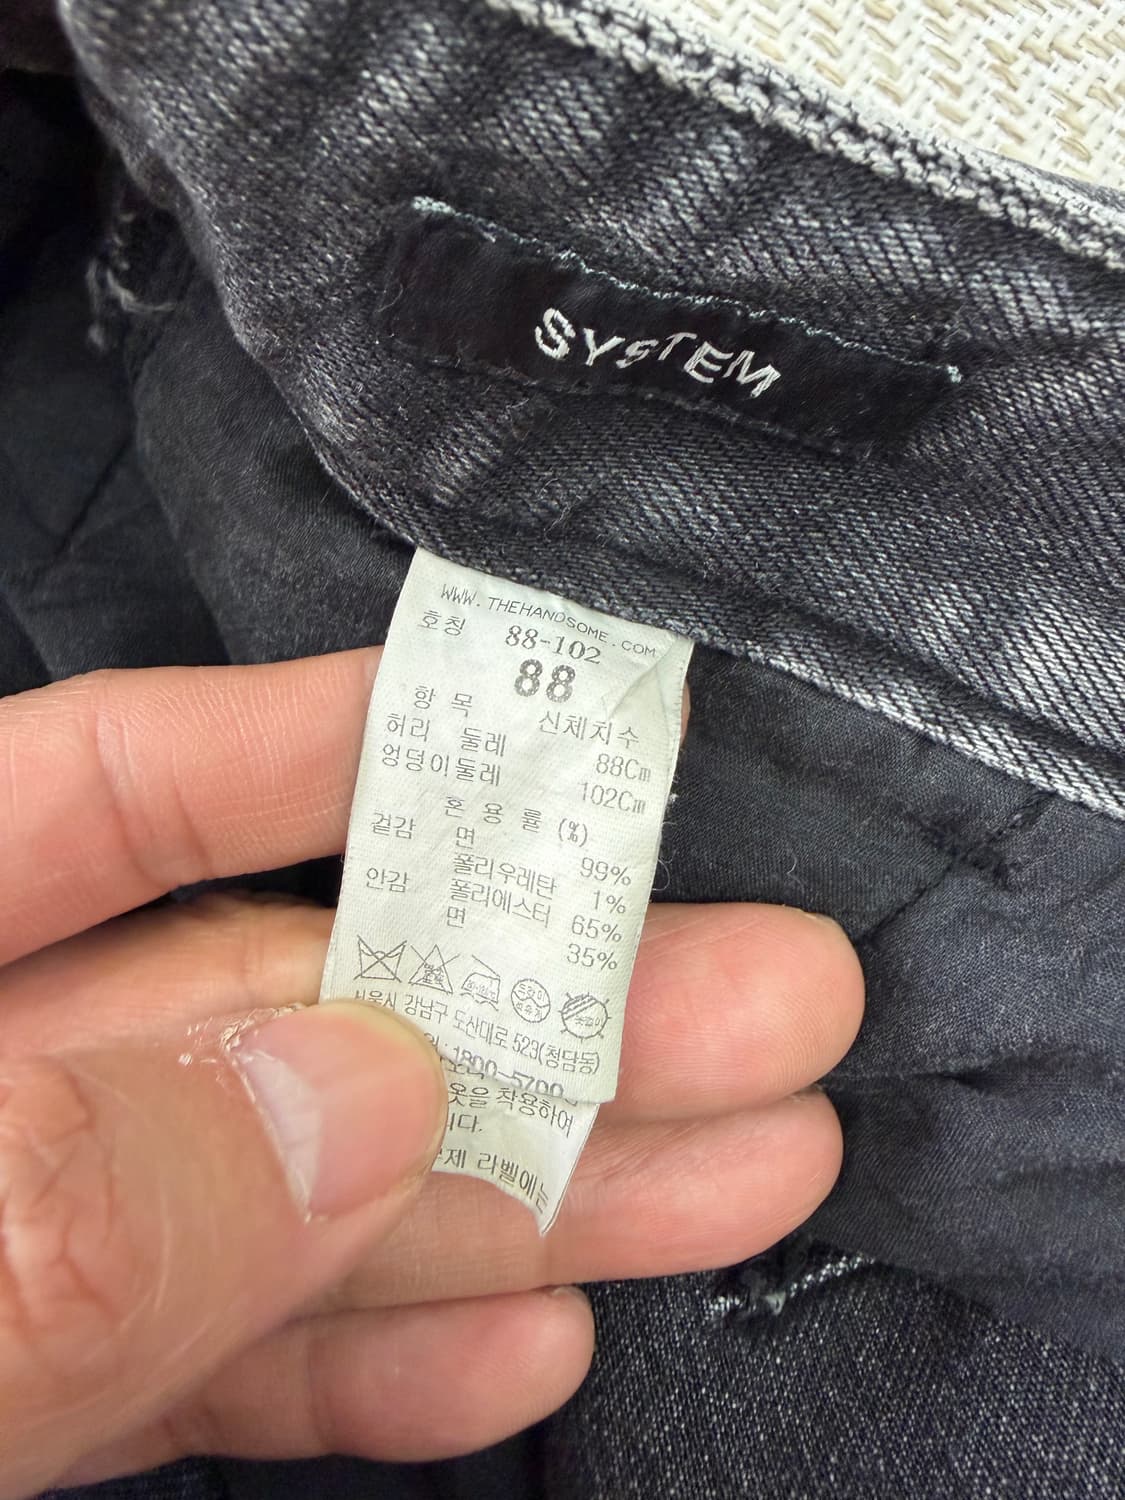 SYSTEM
WWW.THEHANDSOME.COM
호칭 88-102
88
항 목 신체치수
허리 둘레 88Cm
엉덩이둘레 102Cm
혼 용 률 (%)
겉감 면 99%
폴리우레탄 1%
안감 폴리에스터 65%
면 35%
서울시 강남구 도산대로 523(청담동)
1800-5700
옷을 착용하여
니다.
라벨에는